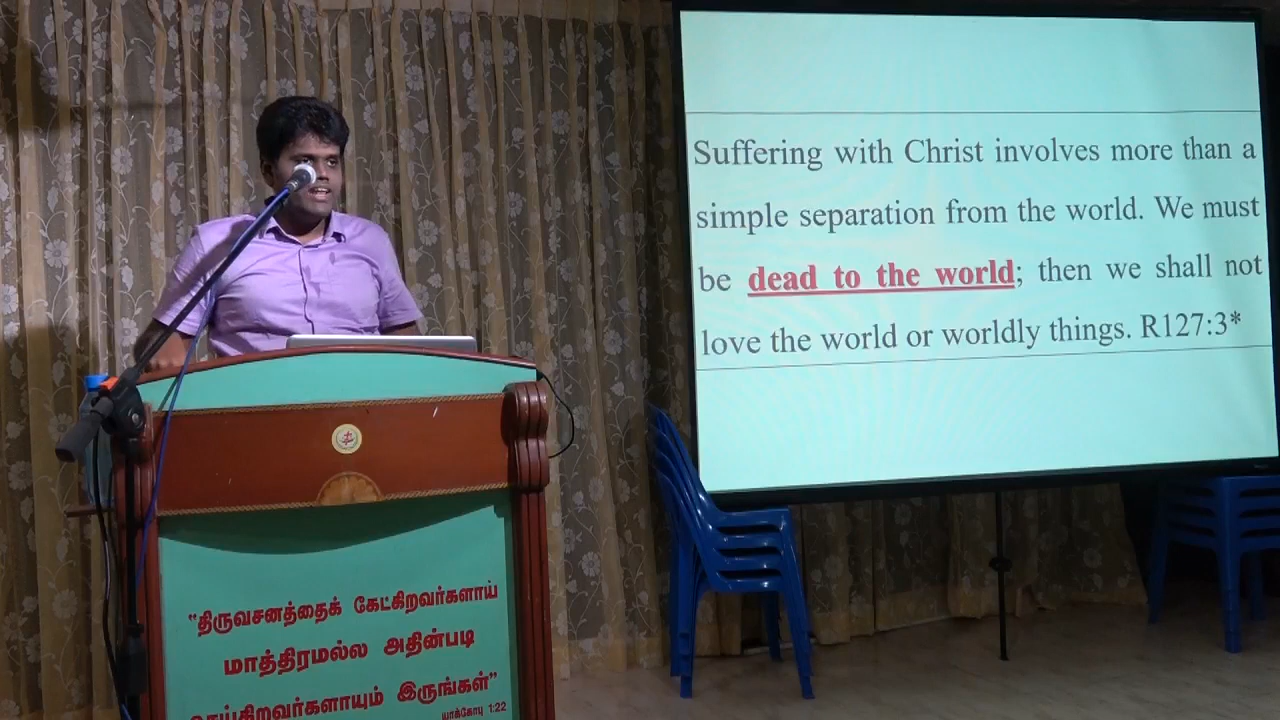 Suffering with Christ involves more than a
simple separation from the world. We must
be dead to the world; then we shall not
love the world or worldly things. R127:3*
“திருவசனத்தைக் கேட்கிறவர்களாய்
மாத்திரமல்ல அதின்படி
செய்கிறவர்களாயும் இருங்கள்”
யாக்கோபு 1:22